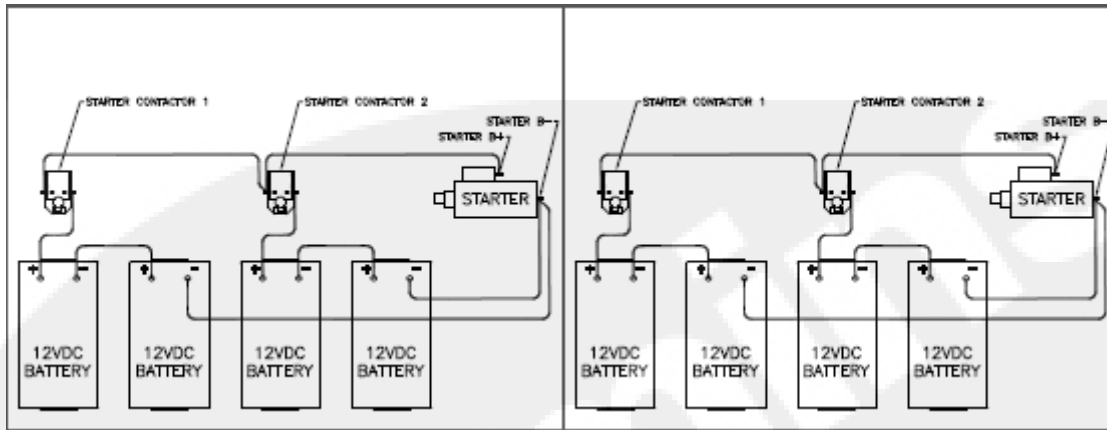 STARTER CONTACTOR 1
STARTER CONTACTOR 2
STARTER B-
STARTER B+
STARTER
+ -
+ -
+ -
+ -
12VDC
BATTERY
12VDC
BATTERY
12VDC
BATTERY
12VDC
BATTERY
STARTER CONTACTOR 1
STARTER CONTACTOR 2
STARTER B-
STARTER B+
STARTER
+ -
+ -
+ -
+ -
12VDC
BATTERY
12VDC
BATTERY
12VDC
BATTERY
12VDC
BATTERY